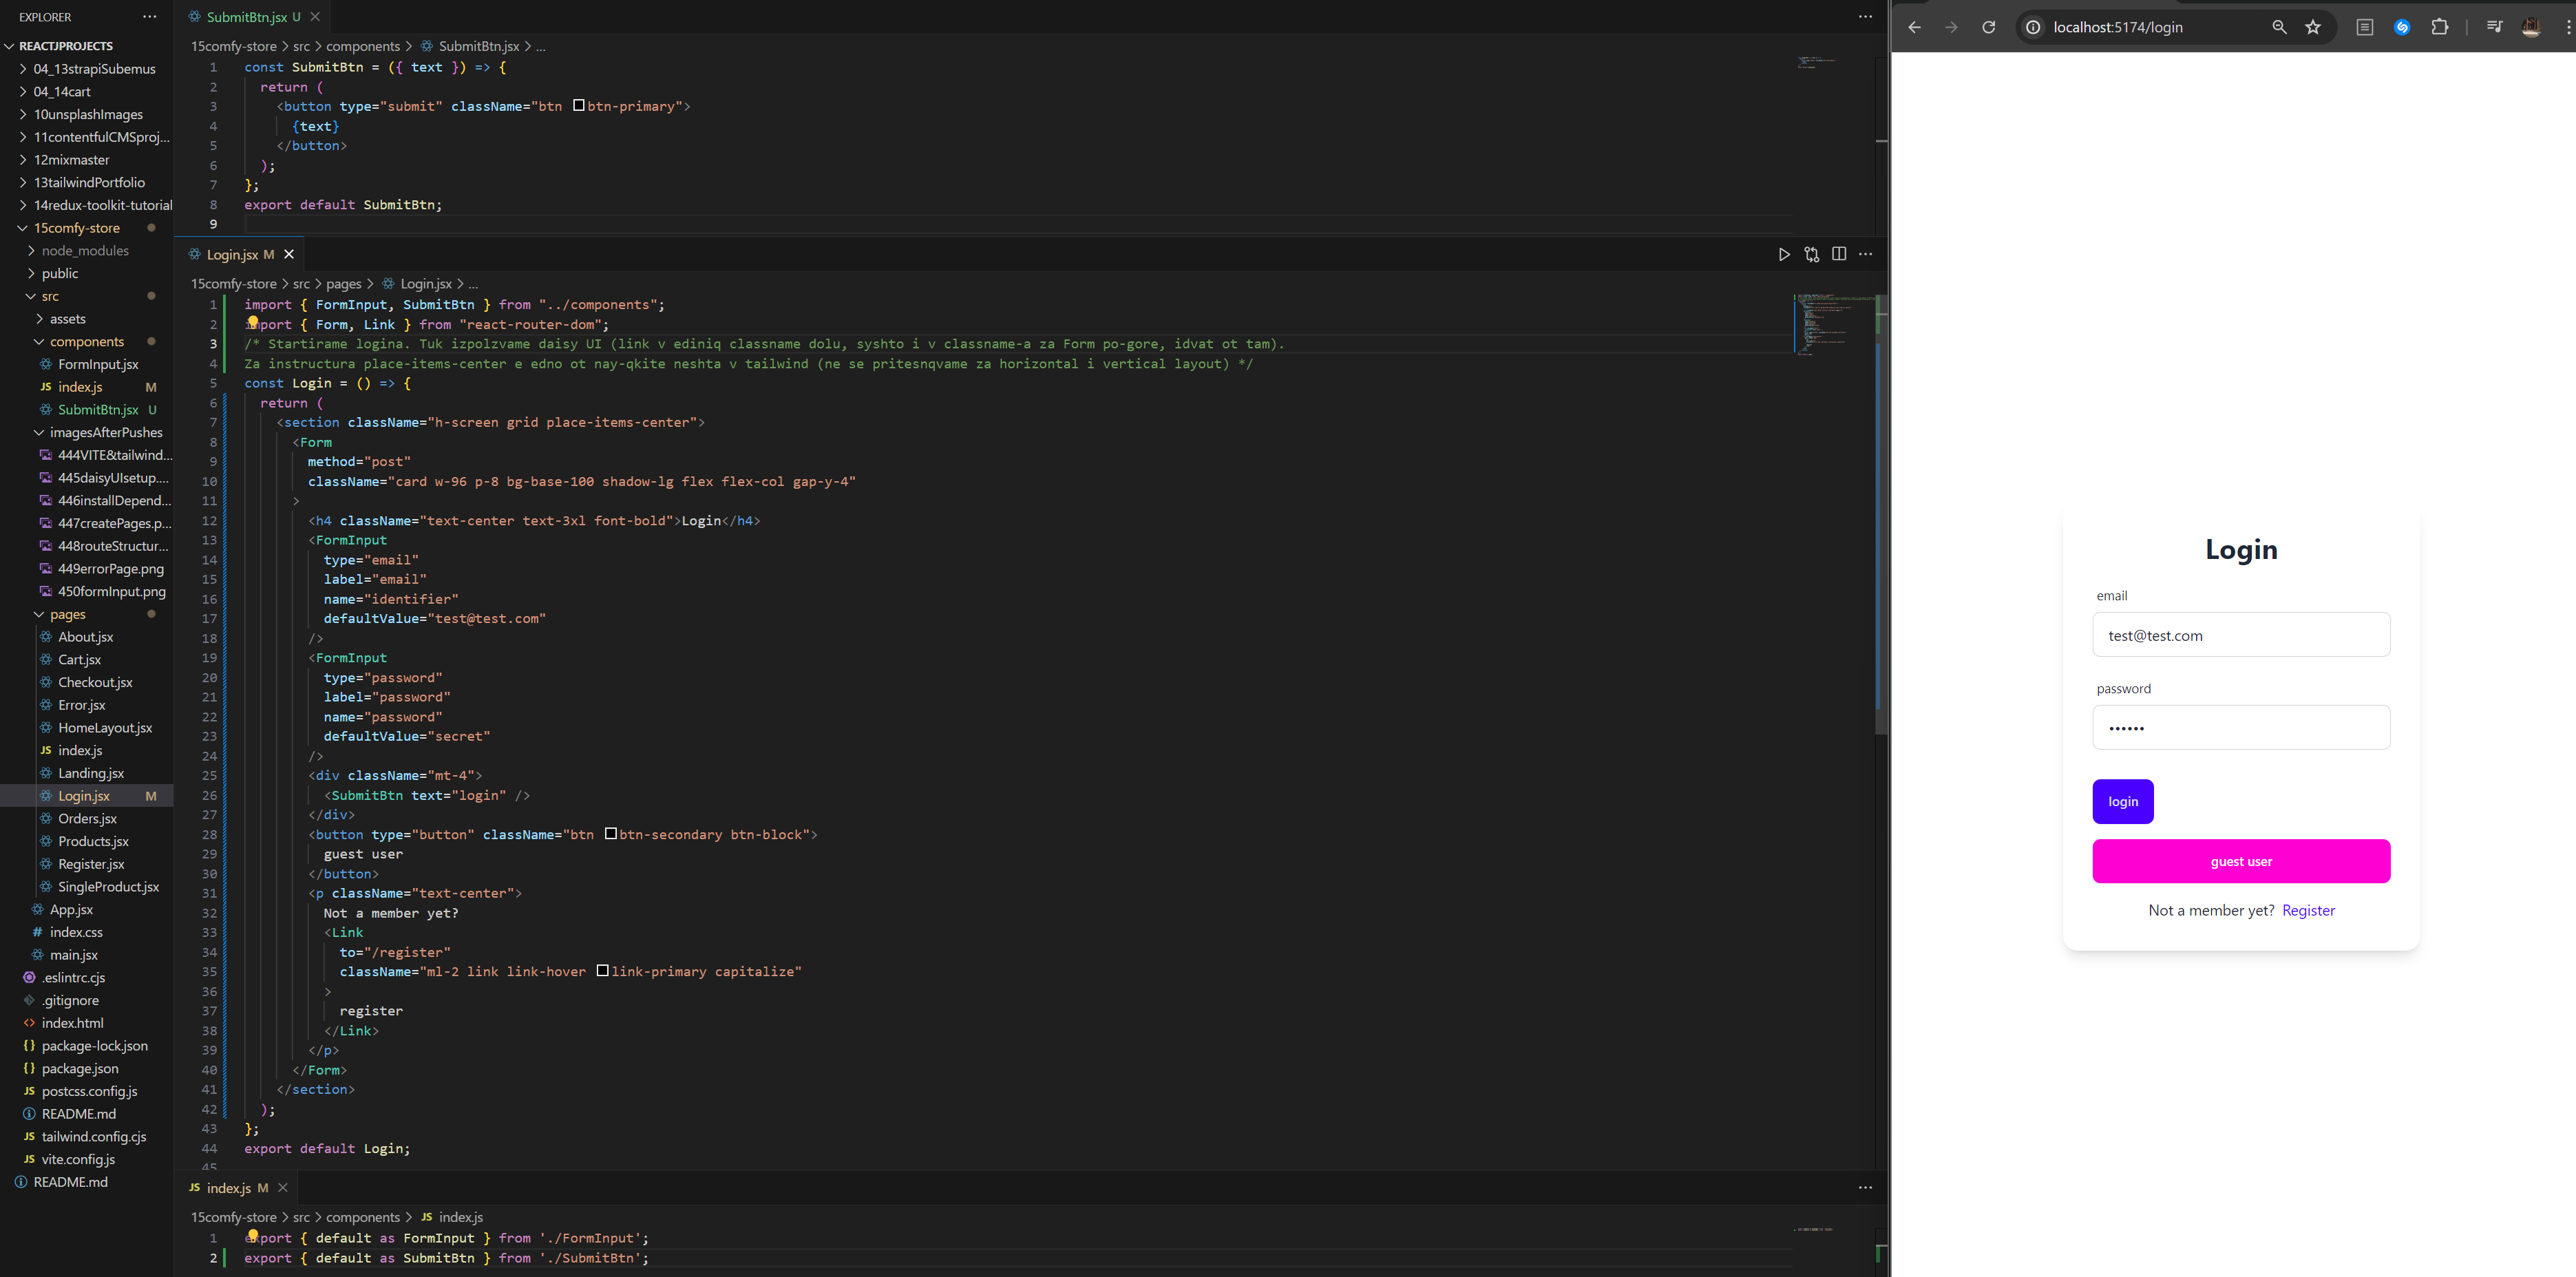 EXPLORER
REACTJPROJECTS
04_13strapiSubemus
04_14cart
10unsplashImages
11contentfulCMSproj...
12mixmaster
13tailwindPortfolio
14redux-toolkit-tutorial
15comfy-store
node_modules
public
src
assets
components
FormInput.jsx
JS index.js M
SubmitBtn.jsx U
imagesAfterPushes
444VITE&tailwind...
445daisyUIsetup....
446installDepend...
447createPages.p...
448routeStructur...
449errorPage.png
450formInput.png
pages
About.jsx
Cart.jsx
Checkout.jsx
Error.jsx
HomeLayout.jsx
JS index.js
Landing.jsx
Login.jsx M
Orders.jsx
Products.jsx
Register.jsx
SingleProduct.jsx
App.jsx
# index.css
main.jsx
.eslintrc.cjs
.gitignore
<> index.html
{} package-lock.json
{} package.json
JS postcss.config.js
README.md
JS tailwind.config.cjs
JS vite.config.js
README.md
SubmitBtn.jsx U
15comfy-store > src > components > SubmitBtn.jsx > ...
1 const SubmitBtn = ({ text }) => {
2 return (
3 <button type="submit" className="btn btn-primary">
4 {text}
5 </button>
6 );
7 };
8 export default SubmitBtn;
9
Login.jsx M
15comfy-store > src > pages > Login.jsx > ...
1 import { FormInput, SubmitBtn } from "../components";
2 import { Form, Link } from "react-router-dom";
3 /* Startirame logina. Tuk izpolzvame daisy UI (link v ediniq classname dolu, syshto i v classname-a za Form po-gore, idvat ot tam).
4 Za instructura place-items-center e edno ot nay-qkite neshta v tailwind (ne se pritesnqvame za horizontal i vertical layout) */
5 const Login = () => {
6 return (
7 <section className="h-screen grid place-items-center">
8 <Form
9 method="post"
10 className="card w-96 p-8 bg-base-100 shadow-lg flex flex-col gap-y-4"
11 >
12 <h4 className="text-center text-3xl font-bold">Login</h4>
13 <FormInput
14 type="email"
15 label="email"
16 name="identifier"
17 defaultValue="test@test.com"
18 />
19 <FormInput
20 type="password"
21 label="password"
22 name="password"
23 defaultValue="secret"
24 />
25 <div className="mt-4">
26 <SubmitBtn text="login" />
27 </div>
28 <button type="button" className="btn btn-secondary btn-block">
29 guest user
30 </button>
31 <p className="text-center">
32 Not a member yet?
33 <Link
34 to="/register"
35 className="ml-2 link link-hover link-primary capitalize"
36 >
37 register
38 </Link>
39 </p>
40 </Form>
41 </section>
42 );
43 };
44 export default Login;
45
JS index.js M
15comfy-store > src > components > JS index.js
1 export { default as FormInput } from './FormInput';
2 export { default as SubmitBtn } from './SubmitBtn';
localhost:5174/login
Login
email
test@test.com
password
••••••
login
guest user
Not a member yet? Register